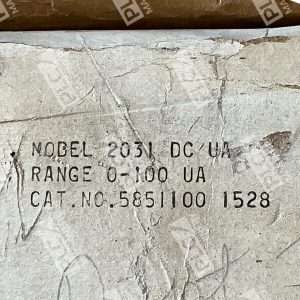 MODEL 2031 DC/UA
RANGE 0-100 UA
CAT.NO.5851100 1528